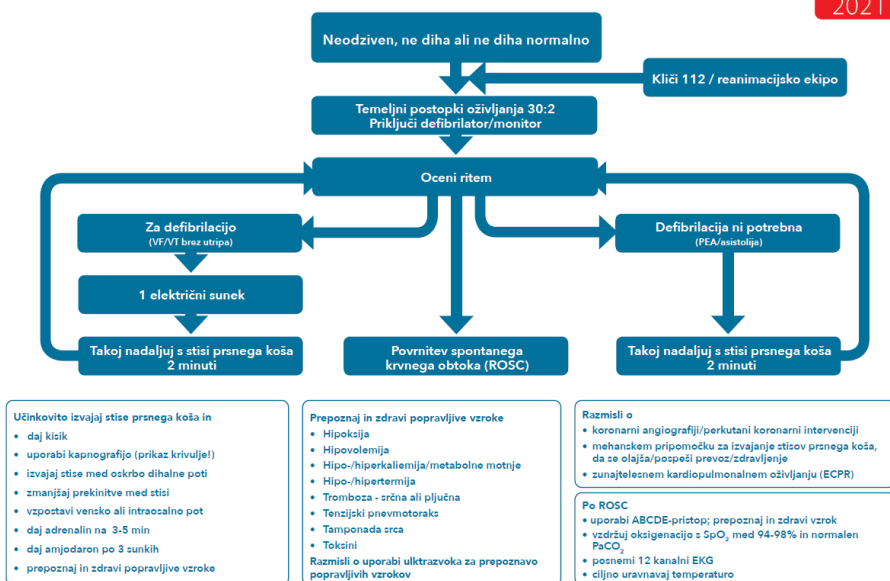 2021
Neodziven, ne diha ali ne diha normalno
Kliči 112 / reanimacijsko ekipo
Temeljni postopki oživljanja 30:2
Priključi defibrilator/monitor
Oceni ritem
Za defibrilacijo
(VF/VT brez utripa)
Defibrilacija ni potrebna
(PEA/asistolija)
1 električni sunek
Takoj nadaljuj s stisi prsnega koša
2 minuti
Povrnitev spontanega
krvnega obtoka (ROSC)
Takoj nadaljuj s stisi prsnega koša
2 minuti
Učinkovito izvajaj stise prsnega koša in
• daj kisik
• uporabi kapnografijo (prikaz krivulje!)
• izvajaj stise med oskrbo dihalne poti
• zmanjšaj prekinitve med stisi
• vzpostavi vensko ali intraosalno pot
• daj adrenalin na 3-5 min
• daj amjodaron po 3 sunkih
• prepoznaj in zdravi popravljive vzroke
Prepoznaj in zdravi popravljive vzroke
• Hipoksija
• Hipovolemija
• Hipo-/hiperkaliemija/metabolne motnje
• Hipo-/hipertermija
• Tromboza - srčna ali pljučna
• Tenzijski pnevmotoraks
• Tamponada srca
• Toksini
Razmisli o uporabi ulktrazvoka za prepoznavo
popravljivih vzrokov
Razmisli o
• koronarni angiografiji/perkutani koronarni intervenciji
• mehanskem pripomočku za izvajanje stisov prsnega koša,
da se olajša/pospeši prevoz/zdravljenje
• zunajtelesnem kardiopulmonalnem oživljanju (ECPR)
Po ROSC
• uporabi ABCDE-pristop; prepoznaj in zdravi vzrok
• vzdržuj oksigenacijo s SpO₂ med 94-98% in normalen
PaCO₂
• posnemi 12 kanalni EKG
• ciljno uravnavaj temperaturo